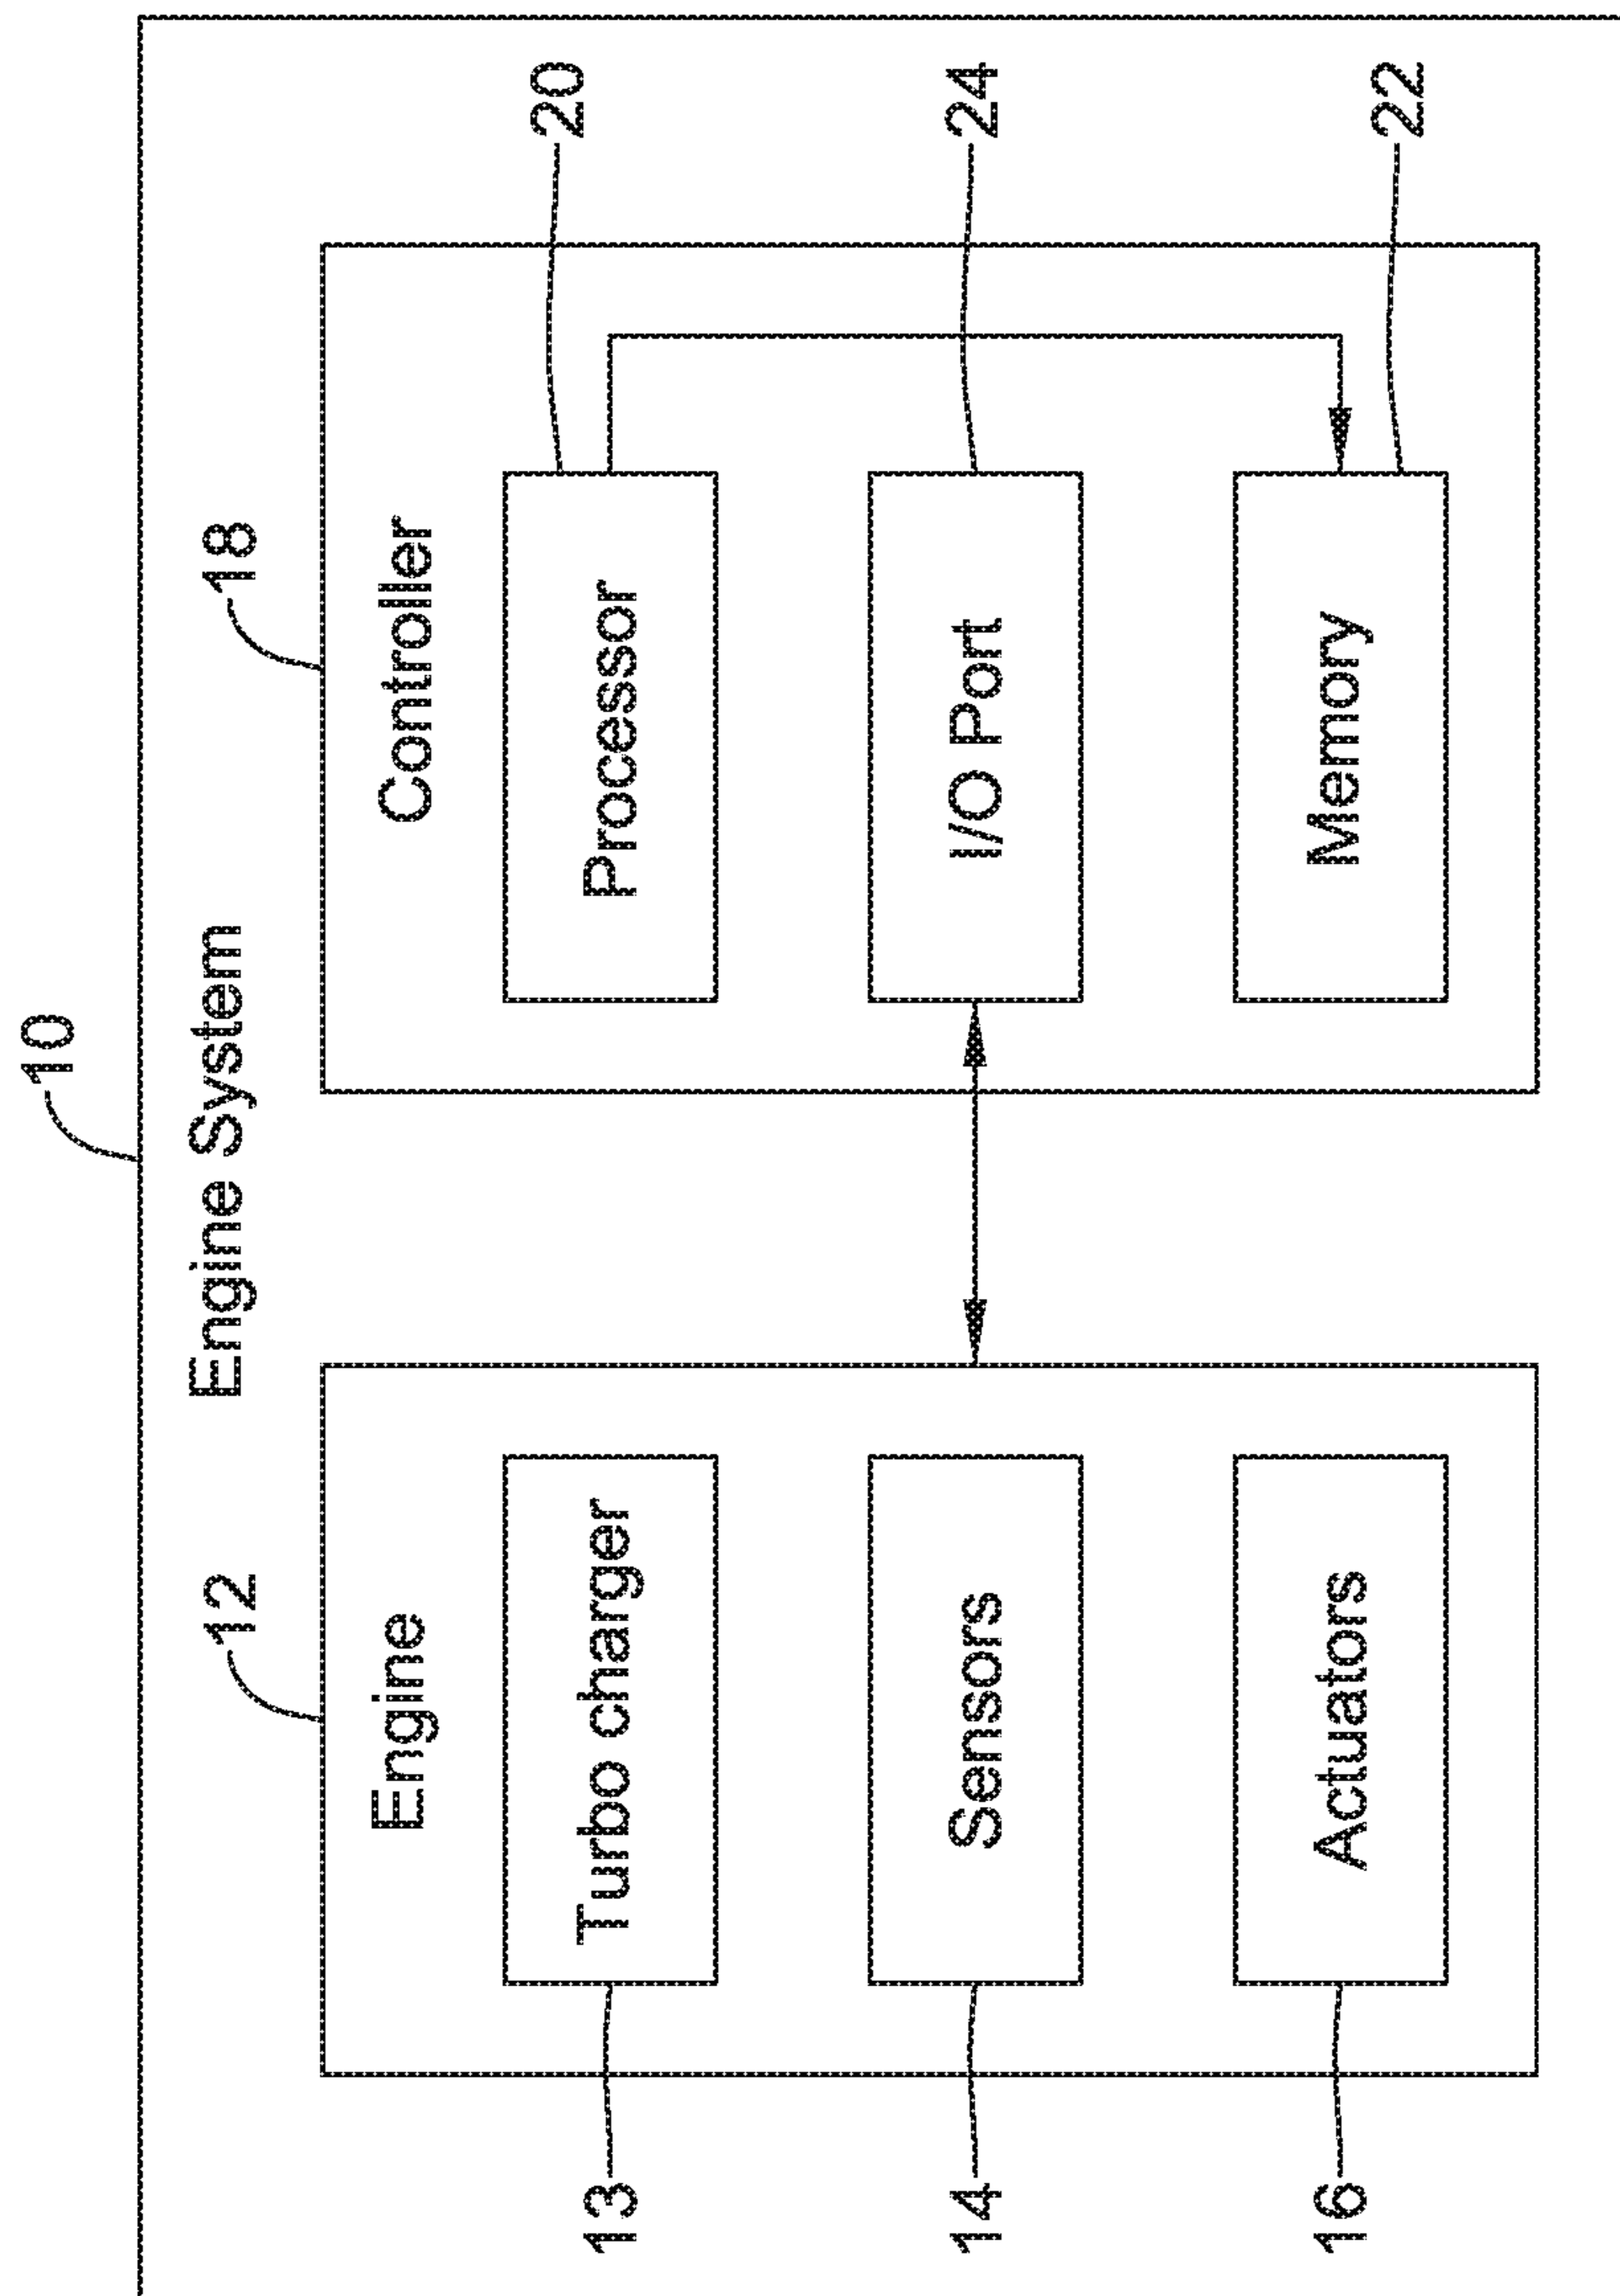 10
Engine System
12
18
Engine
Controller
13
Turbo charger
Processor
20
14
Sensors
I/O Port
24
16
Actuators
Memory
22